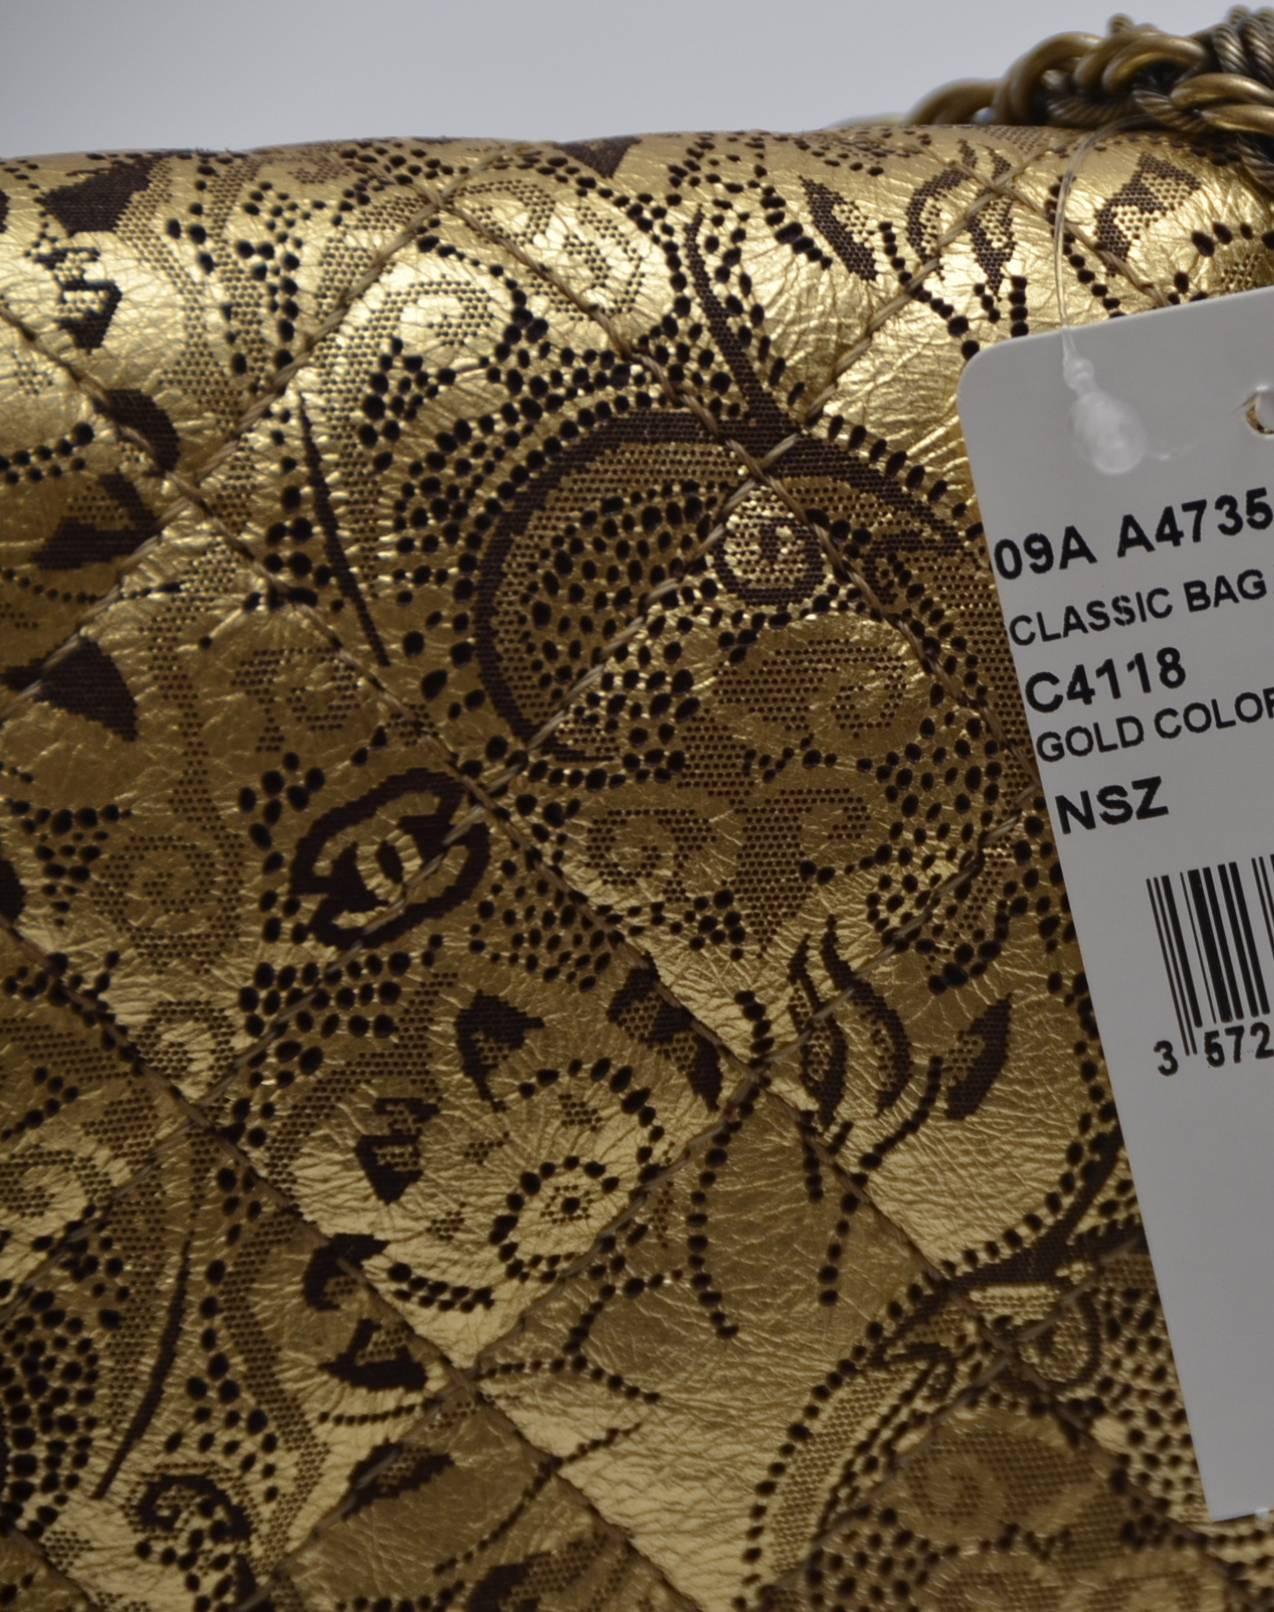 09A A4735
CLASSIC BAG
C4118
GOLD COLOR
NSZ
3 572